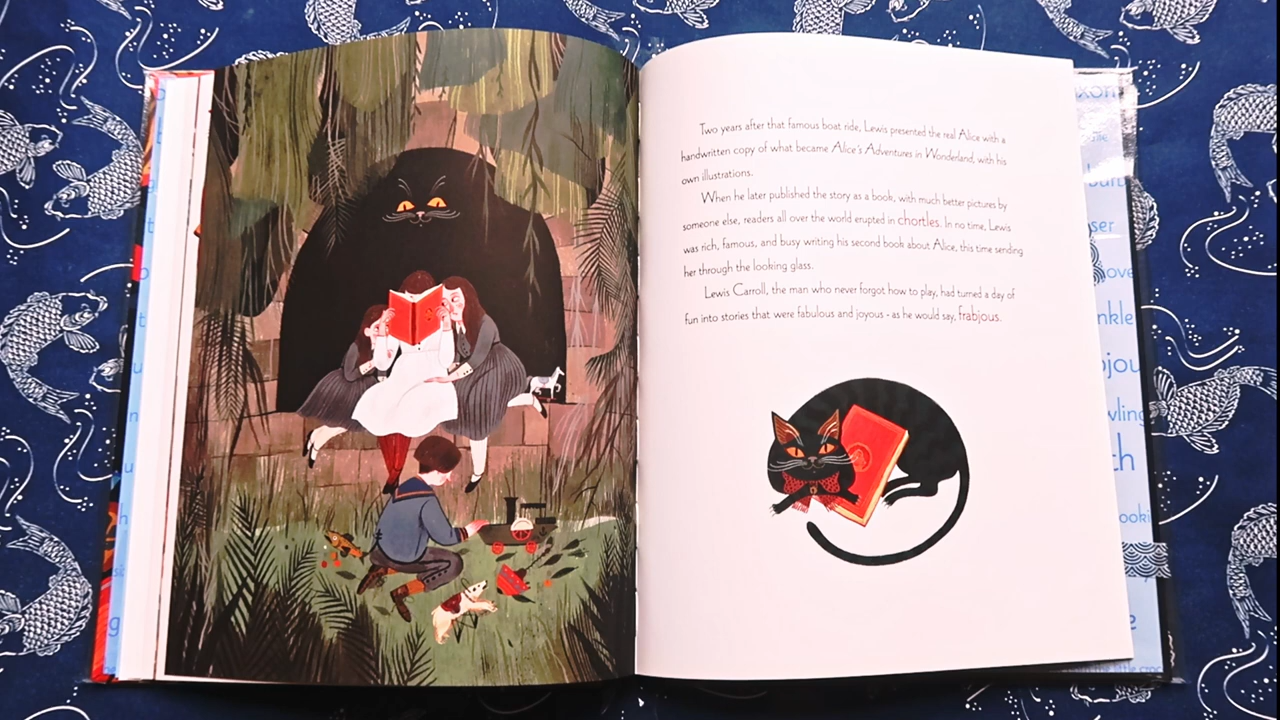 Two years after that famous boat ride, Lewis presented the real Alice with a
handwritten copy of what became Alice's Adventures in Wonderland, with his
own illustrations.
When he later published the story as a book, with much better pictures by
someone else, readers all over the world erupted in chortles. In no time, Lewis
was rich, famous, and busy writing his second book about Alice, this time sending
her through the looking glass.
Lewis Carroll, the man who never forgot how to play, had turned a day of
fun into stories that were fabulous and joyous - as he would say, frabjous.